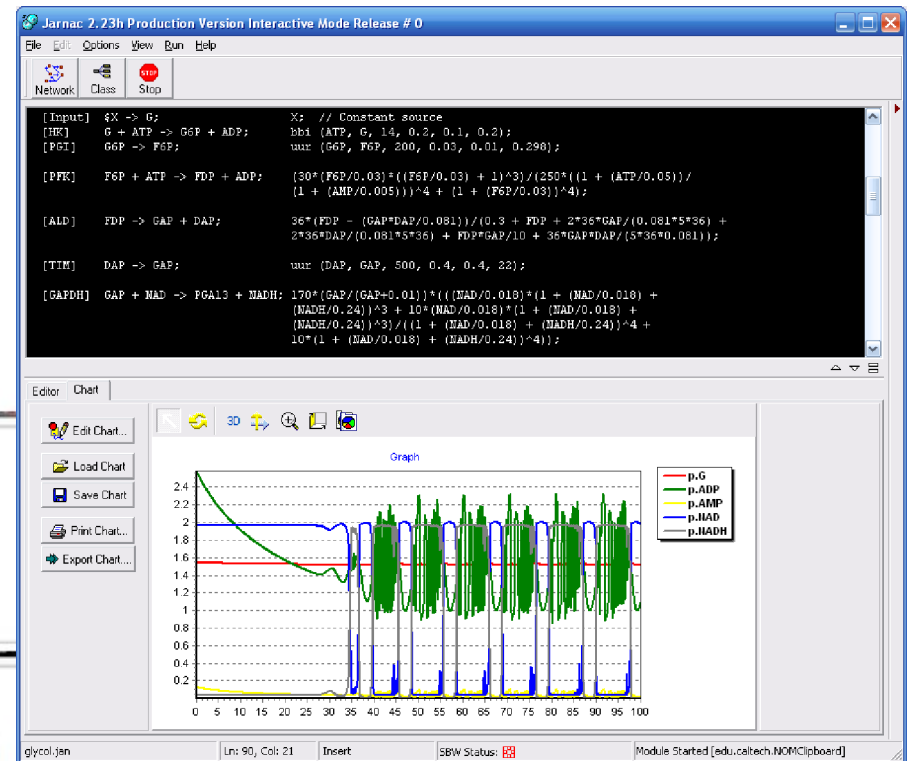 Jarnac 2.23h Production Version Interactive Mode Release # 0
File Edit Options View Run Help
Network Class Stop
[Input] $X -> G; X; // Constant source
[HK] G + ATP -> G6P + ADP; bbi (ATP, G, 14, 0.2, 0.1, 0.2);
[PGI] G6P -> F6P; uur (G6P, F6P, 200, 0.03, 0.01, 0.298);
[PFK] F6P + ATP -> FDP + ADP; (30*(F6P/0.03)*((F6P/0.03) + 1)^3)/(250*((1 + (ATP/0.05))/
(1 + (AMP/0.005)))^4 + (1 + (F6P/0.03))^4);
[ALD] FDP -> GAP + DAP; 36*(FDP - (GAP*DAP/0.081))/(0.3 + FDP + 2*36*GAP/(0.081*5*36) +
2*36*DAP/(0.081*5*36) + FDP*GAP/10 + 36*GAP*DAP/(5*36*0.081));
[TIM] DAP -> GAP; uur (DAP, GAP, 500, 0.4, 0.4, 22);
[GAPDH] GAP + NAD -> PGA13 + NADH; 170*(GAP/(GAP+0.01))*(((NAD/0.018)*(1 + (NAD/0.018) +
(NADH/0.24))^3 + 10*(NAD/0.018)*(1 + (NAD/0.018) +
(NADH/0.24))^3)/((1 + (NAD/0.018) + (NADH/0.24))^4 +
10*(1 + (NAD/0.018) + (NADH/0.24))^4));
Editor Chart
Edit Chart...
Load Chart
Save Chart
Print Chart...
Export Chart....
3D
Graph
2.4
2.2
2
1.8
1.6
1.4
1.2
1
0.8
0.6
0.4
0.2
0 5 10 15 20 25 30 35 40 45 50 55 60 65 70 75 80 85 90 95 100
p.G
p.ADP
p.AMP
p.NAD
p.NADH
glycol.jan Ln: 90, Col: 21 Insert SBW Status: Module Started [edu.caltech.NOMClipboard]